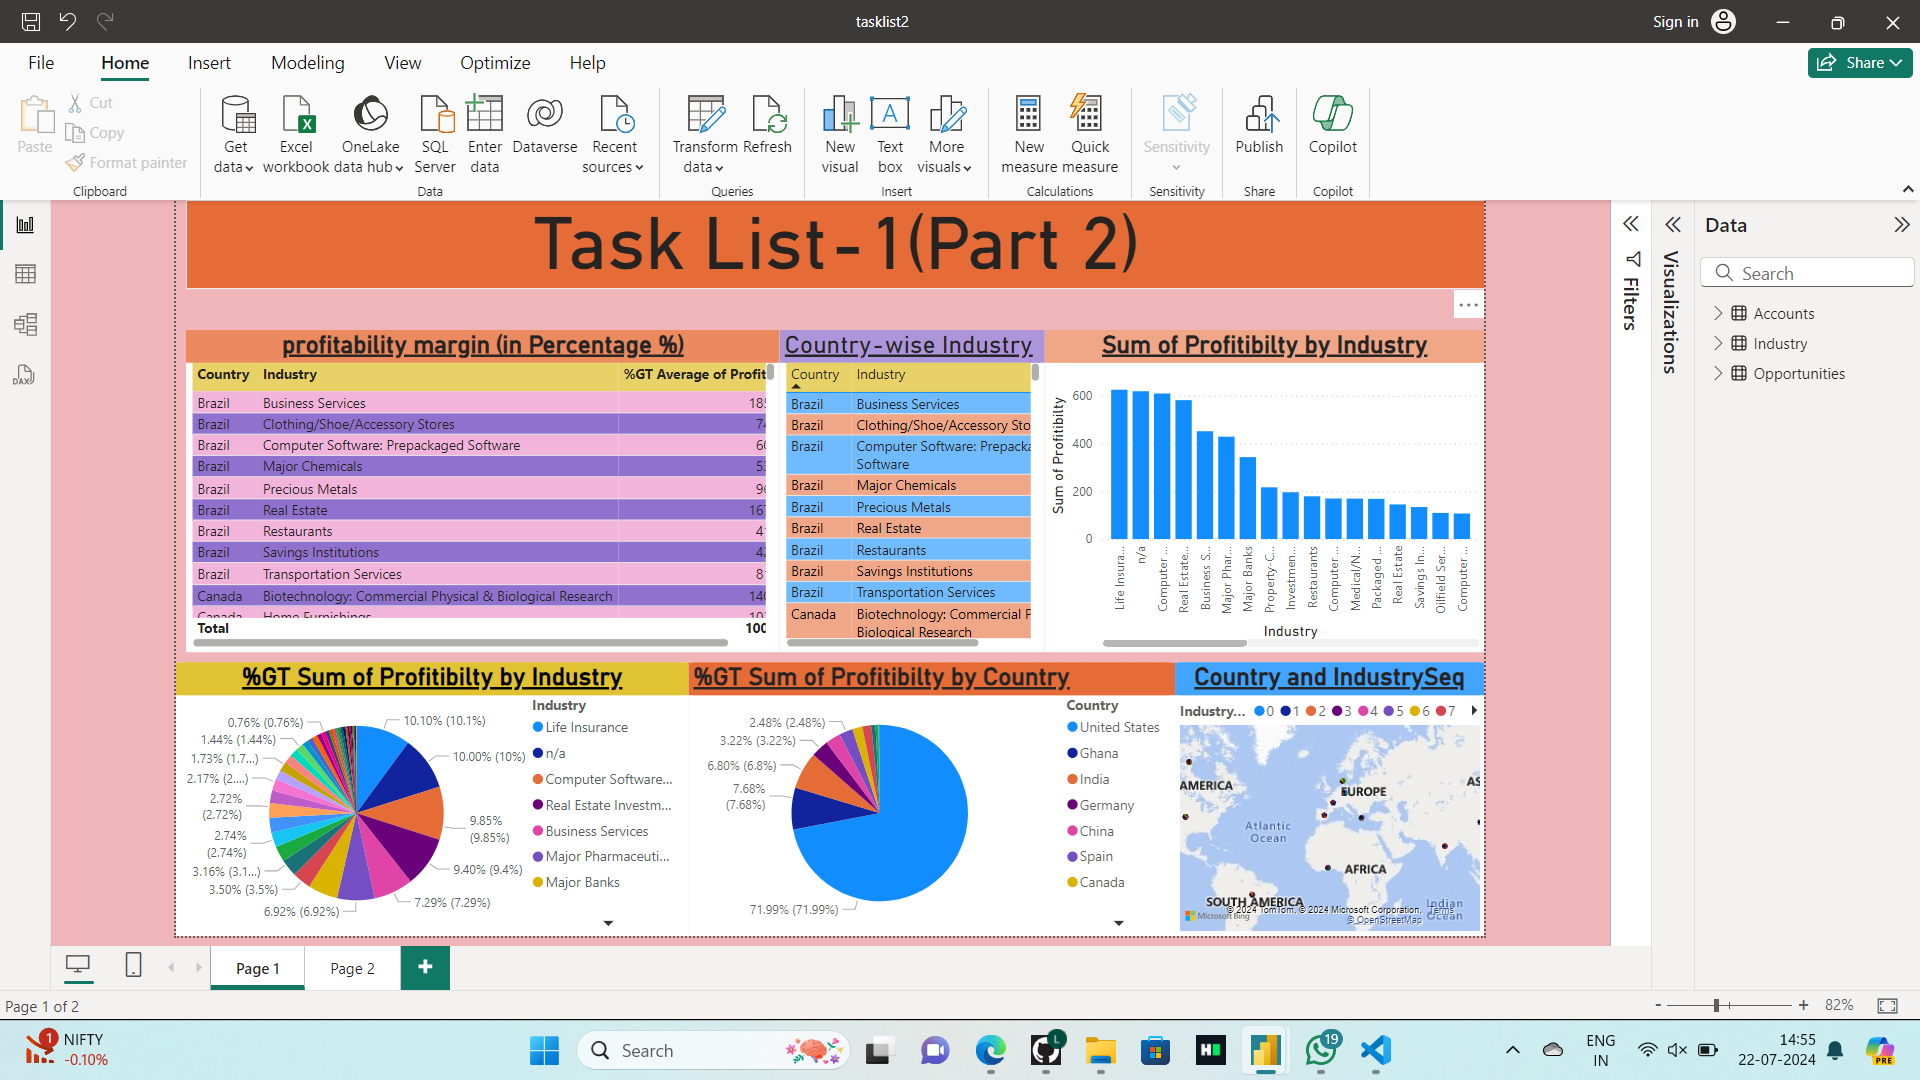 tasklist2
Sign in
File
Home
Insert
Modeling
View
Optimize
Help
Share
Paste
Cut
Copy
Format painter
Clipboard
Get data
Excel workbook
OneLake data hub
SQL Server
Enter data
Dataverse
Recent sources
Data
Transform data
Refresh
Queries
New visual
Text box
More visuals
Insert
New measure
Quick measure
Calculations
Sensitivity
Sensitivity
Publish
Share
Copilot
Copilot
Task List-1(Part 2)
profitability margin (in Percentage %)
Country Industry %GT Average of Profit
Brazil Business Services 185
Brazil Clothing/Shoe/Accessory Stores
Brazil Computer Software: Prepackaged Software
Brazil Major Chemicals
Brazil Precious Metals
Brazil Real Estate 167
Brazil Restaurants
Brazil Savings Institutions
Brazil Transportation Services
Canada Biotechnology: Commercial Physical & Biological Research 140
Canada Home Furnishings
Total 100
Country-wise Industry
Country Industry
Brazil Business Services
Brazil Clothing/Shoe/Accessory Sto
Brazil Computer Software: Prepacka
Software
Brazil Major Chemicals
Brazil Precious Metals
Brazil Real Estate
Brazil Restaurants
Brazil Savings Institutions
Brazil Transportation Services
Canada Biotechnology: Commercial P
Biological Research
Sum of Profitibilty by Industry
Sum of Profitibilty
600
400
200
0
Life Insura...
n/a
Computer ...
Real Estate...
Business S...
Major Phar...
Major Banks
Property-C...
Investmen...
Restaurants
Computer ...
Medical/N...
Packaged ...
Real Estate
Savings In...
Oilfield Ser...
Computer ...
Industry
%GT Sum of Profitibilty by Industry
0.76% (0.76%)
1.44% (1.44%)
1.73% (1.7...)
2.17% (2....)
2.72%
(2.72%)
2.74%
(2.74%)
3.16% (3.1...)
3.50% (3.5%)
6.92% (6.92%)
10.10% (10.1%)
10.00% (10%)
9.85%
(9.85%)
9.40% (9.4%)
7.29% (7.29%)
Industry
Life Insurance
n/a
Computer Software...
Real Estate Investm...
Business Services
Major Pharmaceuti...
Major Banks
%GT Sum of Profitibilty by Country
2.48% (2.48%)
3.22% (3.22%)
6.80% (6.8%)
7.68%
(7.68%)
71.99% (71.99%)
Country
United States
Ghana
India
Germany
China
Spain
Canada
Country and IndustrySeq
Industry... 0 1 2 3 4 5 6 7
AMERICA
EUROPE
AS
Atlantic
Ocean
AFRICA
SOUTH AMERICA
Indian
Ocean
Microsoft Bing
© 2024 TomTom, © 2024 Microsoft Corporation, Terms
© OpenStreetMap
Filters
Visualizations
Data
Search
Accounts
Industry
Opportunities
Page 1
Page 2
+
Page 1 of 2
- + 82%
1
NIFTY
-0.10%
Search
L
19
ENG
IN
14:55
22-07-2024
PRE